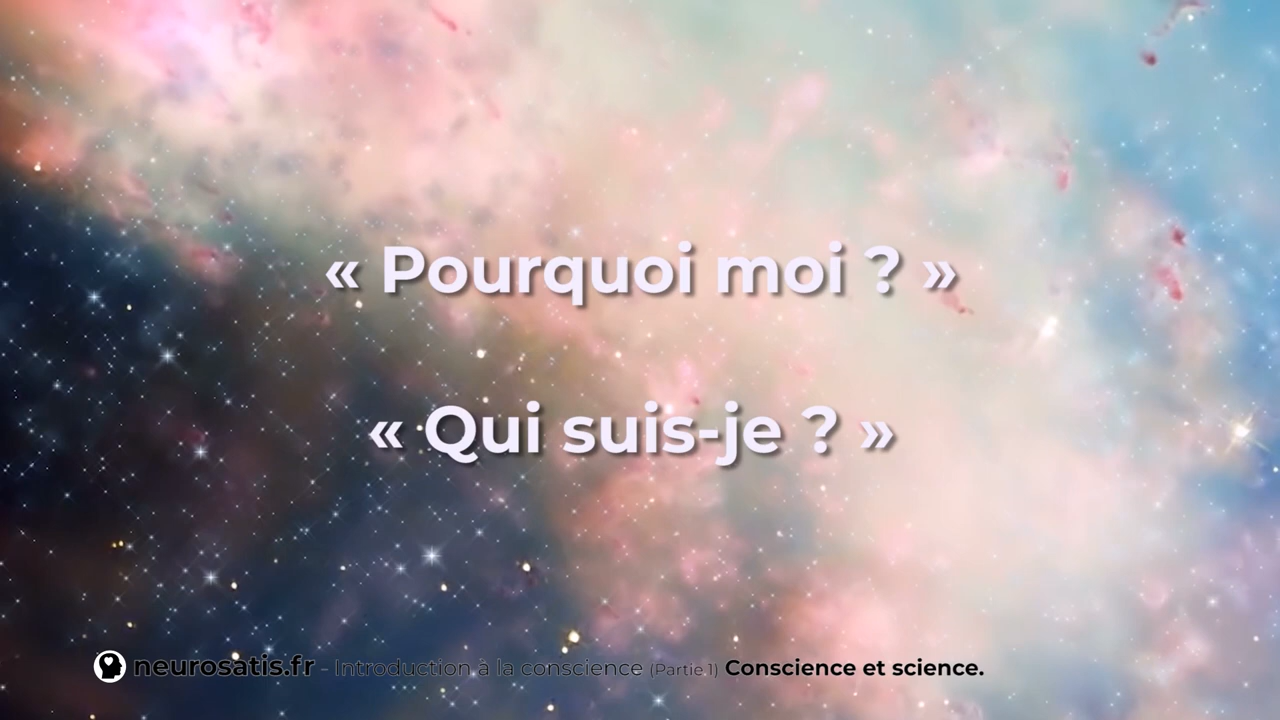 « Pourquoi moi ? »
« Qui suis-je ? »
neurosatis.fr - Introduction à la conscience (Partie 1) Conscience et science.